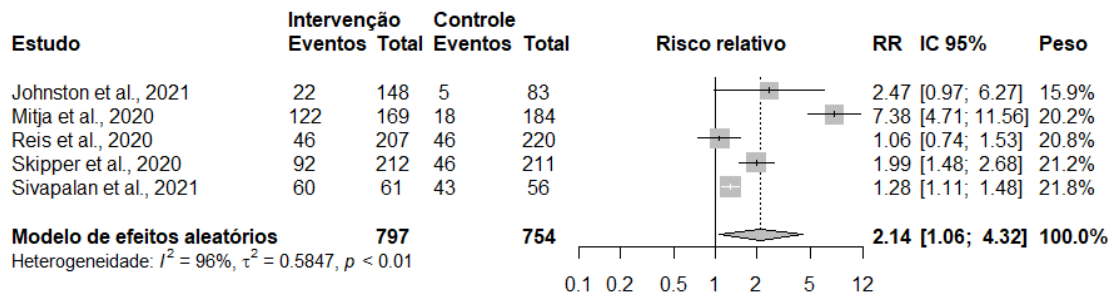 Intervenção Controle
Estudo Eventos Total Eventos Total Risco relativo RR IC 95% Peso
Johnston et al., 2021 22 148 5 83 2.47 [0.97; 6.27] 15.9%
Mitja et al., 2020 122 169 18 184 7.38 [4.71; 11.56] 20.2%
Reis et al., 2020 46 207 46 220 1.06 [0.74; 1.53] 20.8%
Skipper et al., 2020 92 212 46 211 1.99 [1.48; 2.68] 21.2%
Sivapalan et al., 2021 60 61 43 56 1.28 [1.11; 1.48] 21.8%
Modelo de efeitos aleatórios 797 754 2.14 [1.06; 4.32] 100.0%
Heterogeneidade: I² = 96%, τ² = 0.5847, p < 0.01
0.1 0.2 0.5 1 2 5 12